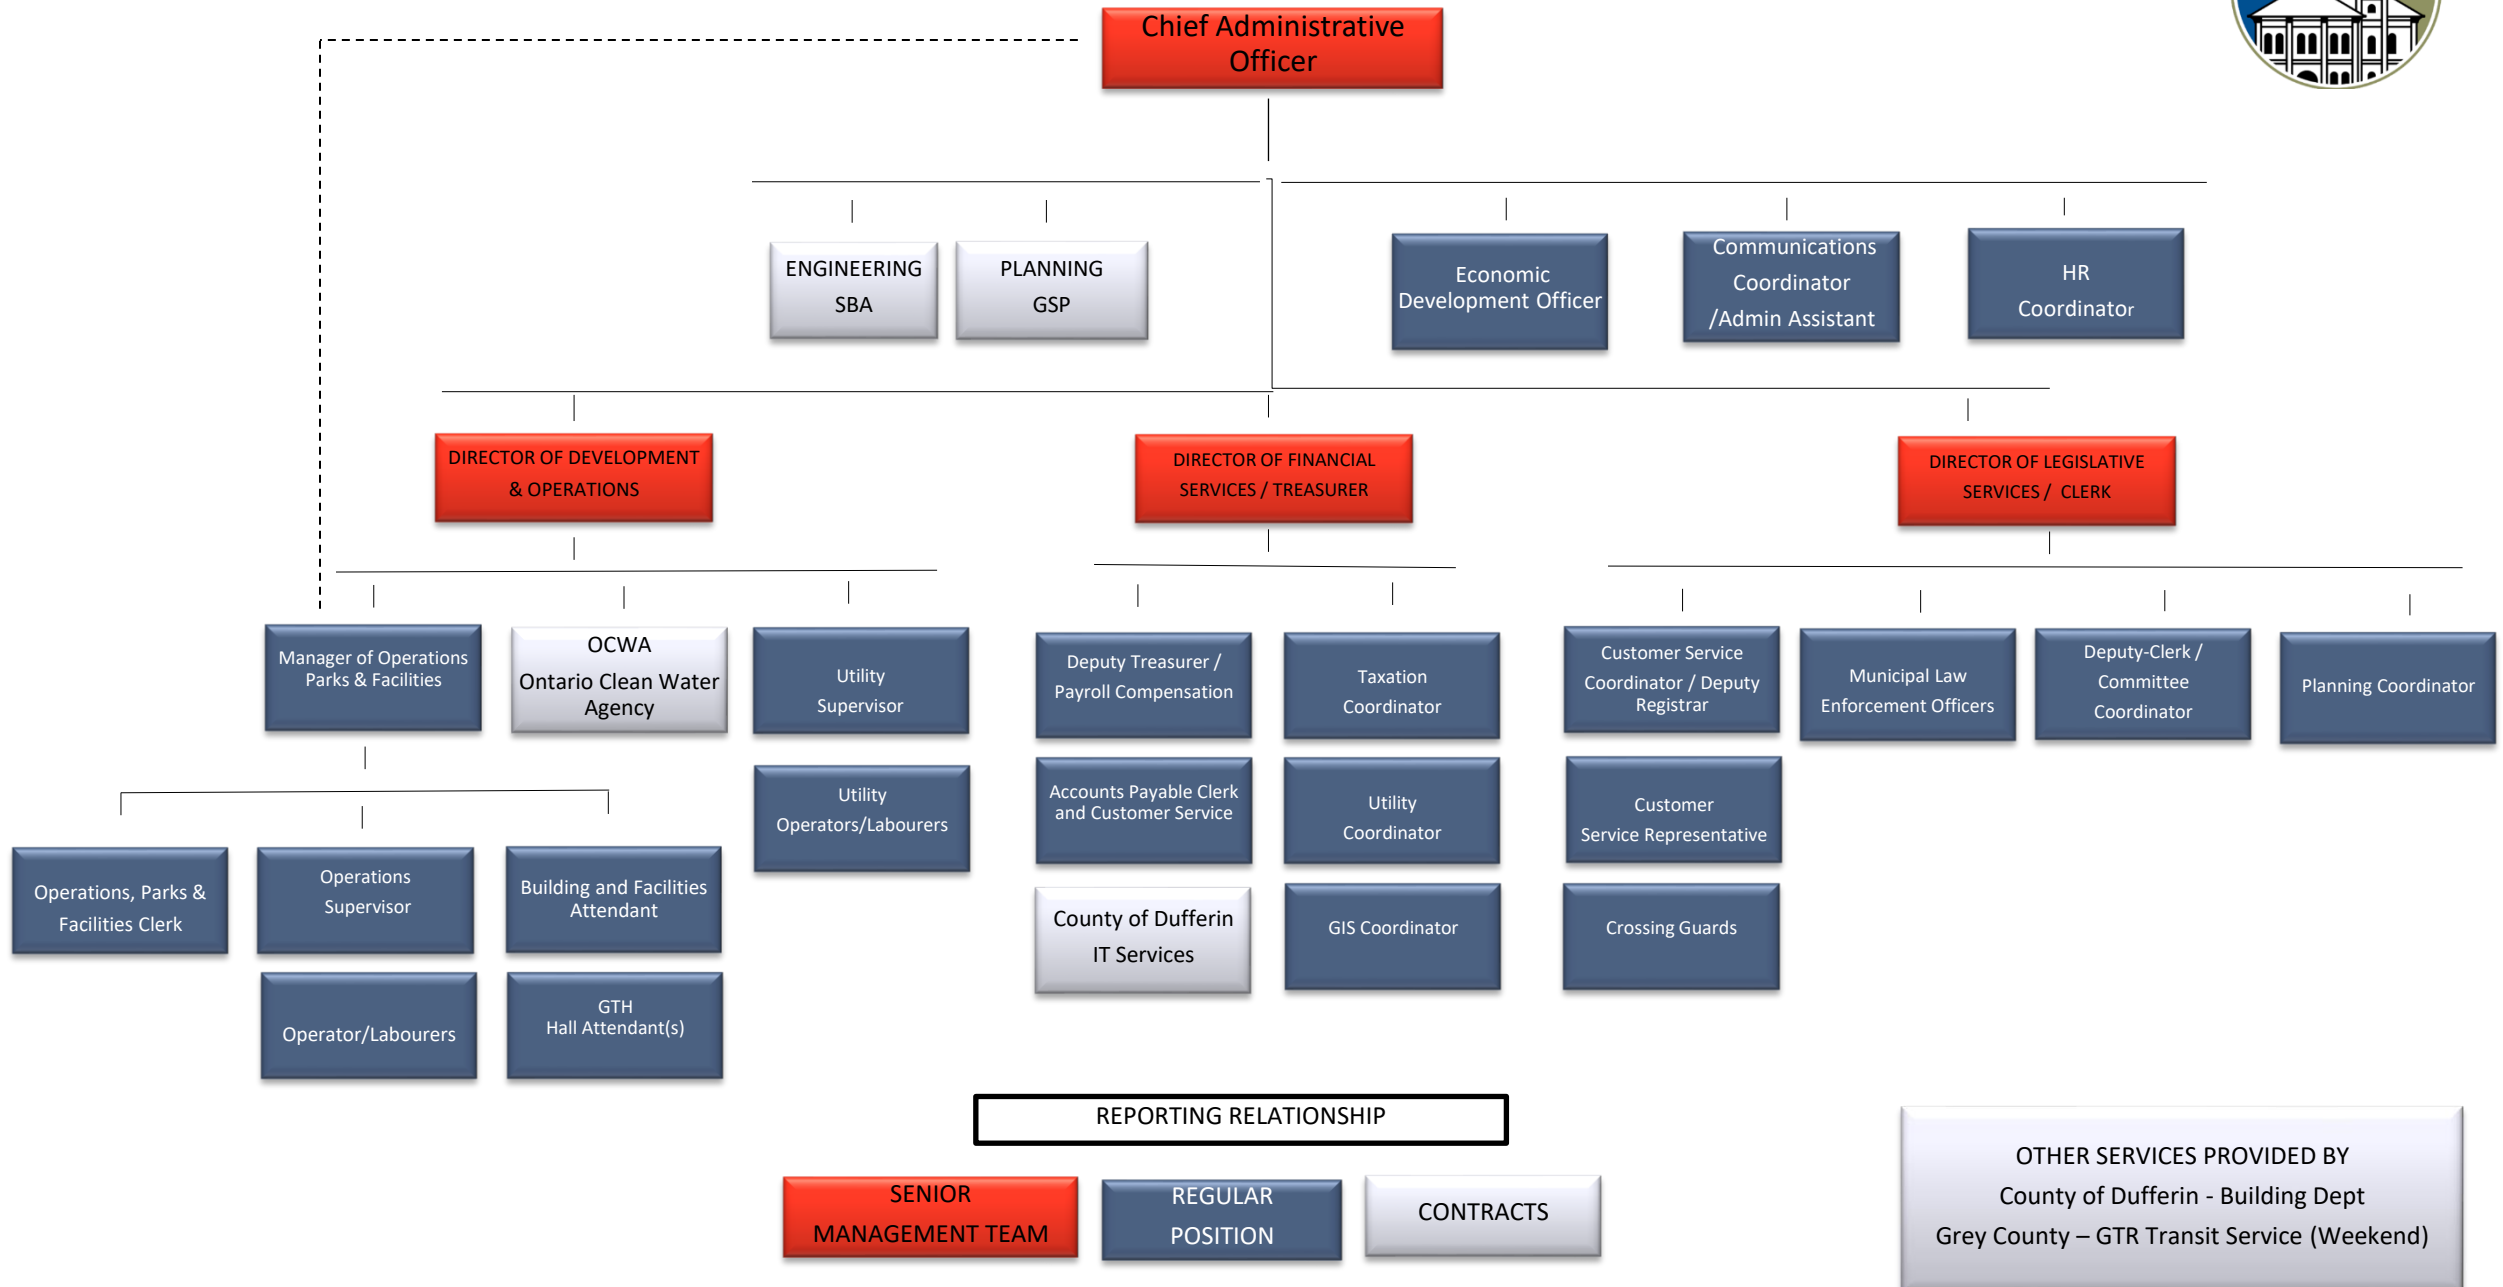 Chief Administrative
Officer
ENGINEERING
SBA
PLANNING
GSP
Economic
Development Officer
Communications
Coordinator
/Admin Assistant
HR
Coordinator
DIRECTOR OF DEVELOPMENT
& OPERATIONS
DIRECTOR OF FINANCIAL
SERVICES / TREASURER
DIRECTOR OF LEGISLATIVE
SERVICES / CLERK
Manager of Operations
Parks & Facilities
OCWA
Ontario Clean Water
Agency
Utility
Supervisor
Deputy Treasurer /
Payroll Compensation
Taxation
Coordinator
Customer Service
Coordinator / Deputy
Registrar
Municipal Law
Enforcement Officers
Deputy-Clerk /
Committee
Coordinator
Planning Coordinator
Utility
Operators/Labourers
Accounts Payable Clerk
and Customer Service
Utility
Coordinator
Customer
Service Representative
Operations, Parks &
Facilities Clerk
Operations
Supervisor
Building and Facilities
Attendant
County of Dufferin
IT Services
GIS Coordinator
Crossing Guards
Operator/Labourers
GTH
Hall Attendant(s)
REPORTING RELATIONSHIP
SENIOR
MANAGEMENT TEAM
REGULAR
POSITION
CONTRACTS
OTHER SERVICES PROVIDED BY
County of Dufferin - Building Dept
Grey County – GTR Transit Service (Weekend)